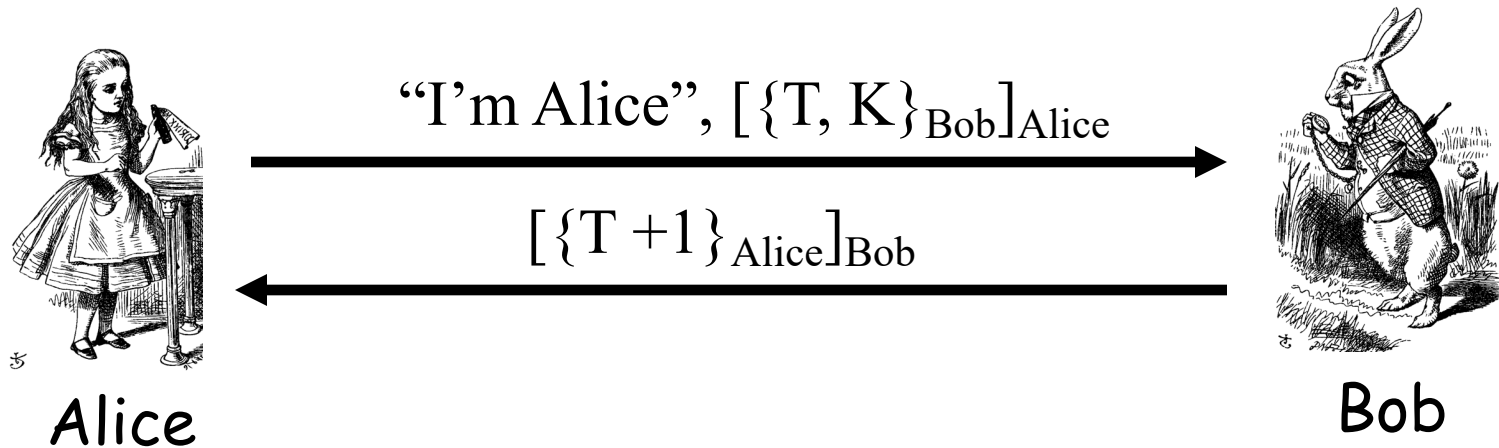 “I’m Alice”, [{T, K}Bob]Alice
[{T +1}Alice]Bob
Alice
Bob